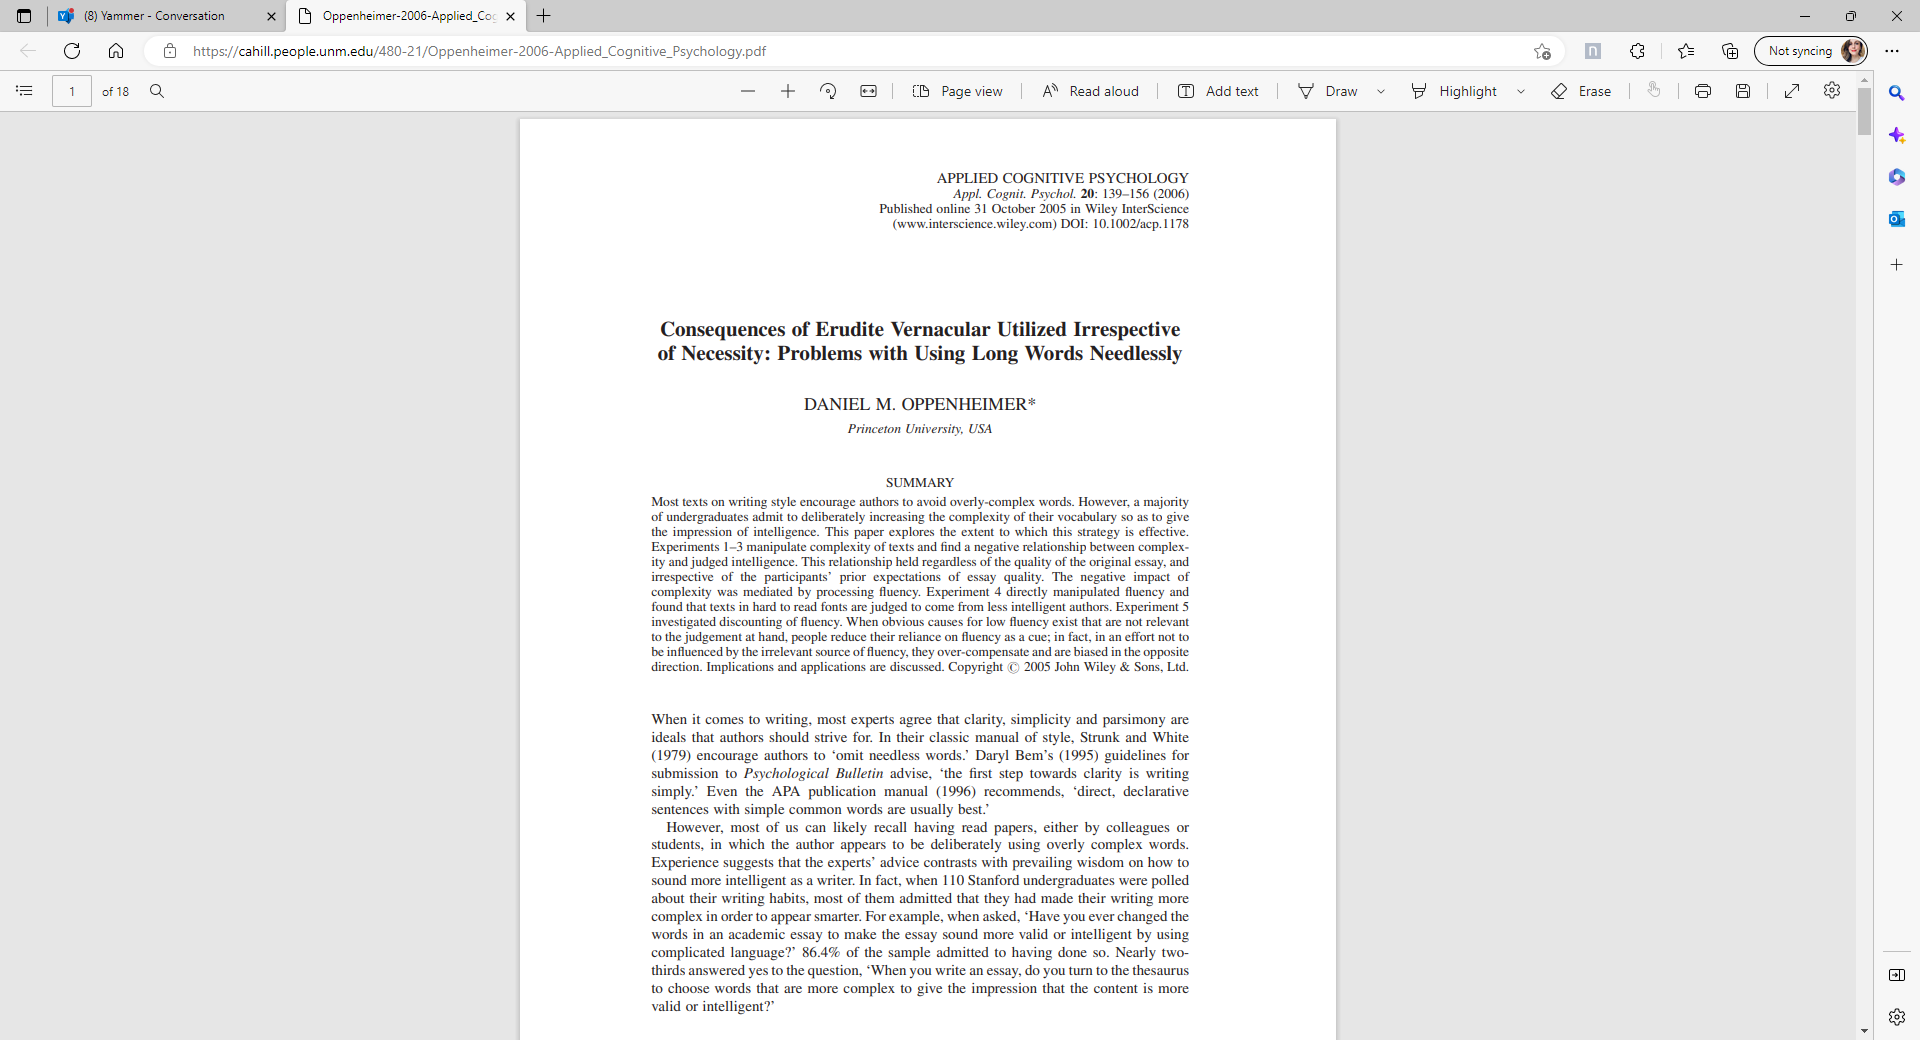 (8) Yammer - Conversation
Oppenheimer-2006-Applied_Cog
https://cahill.people.unm.edu/480-21/Oppenheimer-2006-Applied_Cognitive_Psychology.pdf
Not syncing
1 of 18
Page view
Read aloud
Add text
Draw
Highlight
Erase
APPLIED COGNITIVE PSYCHOLOGY
Appl. Cognit. Psychol. 20: 139–156 (2006)
Published online 31 October 2005 in Wiley InterScience
(www.interscience.wiley.com) DOI: 10.1002/acp.1178
Consequences of Erudite Vernacular Utilized Irrespective
of Necessity: Problems with Using Long Words Needlessly
DANIEL M. OPPENHEIMER*
Princeton University, USA
SUMMARY
Most texts on writing style encourage authors to avoid overly-complex words. However, a majority
of undergraduates admit to deliberately increasing the complexity of their vocabulary so as to give
the impression of intelligence. This paper explores the extent to which this strategy is effective.
Experiments 1–3 manipulate complexity of texts and find a negative relationship between complex-
ity and judged intelligence. This relationship held regardless of the quality of the original essay, and
irrespective of the participants’ prior expectations of essay quality. The negative impact of
complexity was mediated by processing fluency. Experiment 4 directly manipulated fluency and
found that texts in hard to read fonts are judged to come from less intelligent authors. Experiment 5
investigated discounting of fluency. When obvious causes for low fluency exist that are not relevant
to the judgement at hand, people reduce their reliance on fluency as a cue; in fact, in an effort not to
be influenced by the irrelevant source of fluency, they over-compensate and are biased in the opposite
direction. Implications and applications are discussed. Copyright © 2005 John Wiley & Sons, Ltd.
When it comes to writing, most experts agree that clarity, simplicity and parsimony are
ideals that authors should strive for. In their classic manual of style, Strunk and White
(1979) encourage authors to ‘omit needless words.’ Daryl Bem’s (1995) guidelines for
submission to Psychological Bulletin advise, ‘the first step towards clarity is writing
simply.’ Even the APA publication manual (1996) recommends, ‘direct, declarative
sentences with simple common words are usually best.’
However, most of us can likely recall having read papers, either by colleagues or
students, in which the author appears to be deliberately using overly complex words.
Experience suggests that the experts’ advice contrasts with prevailing wisdom on how to
sound more intelligent as a writer. In fact, when 110 Stanford undergraduates were polled
about their writing habits, most of them admitted that they had made their writing more
complex in order to appear smarter. For example, when asked, ‘Have you ever changed the
words in an academic essay to make the essay sound more valid or intelligent by using
complicated language?’ 86.4% of the sample admitted to having done so. Nearly two-
thirds answered yes to the question, ‘When you write an essay, do you turn to the thesaurus
to choose words that are more complex to give the impression that the content is more
valid or intelligent?’